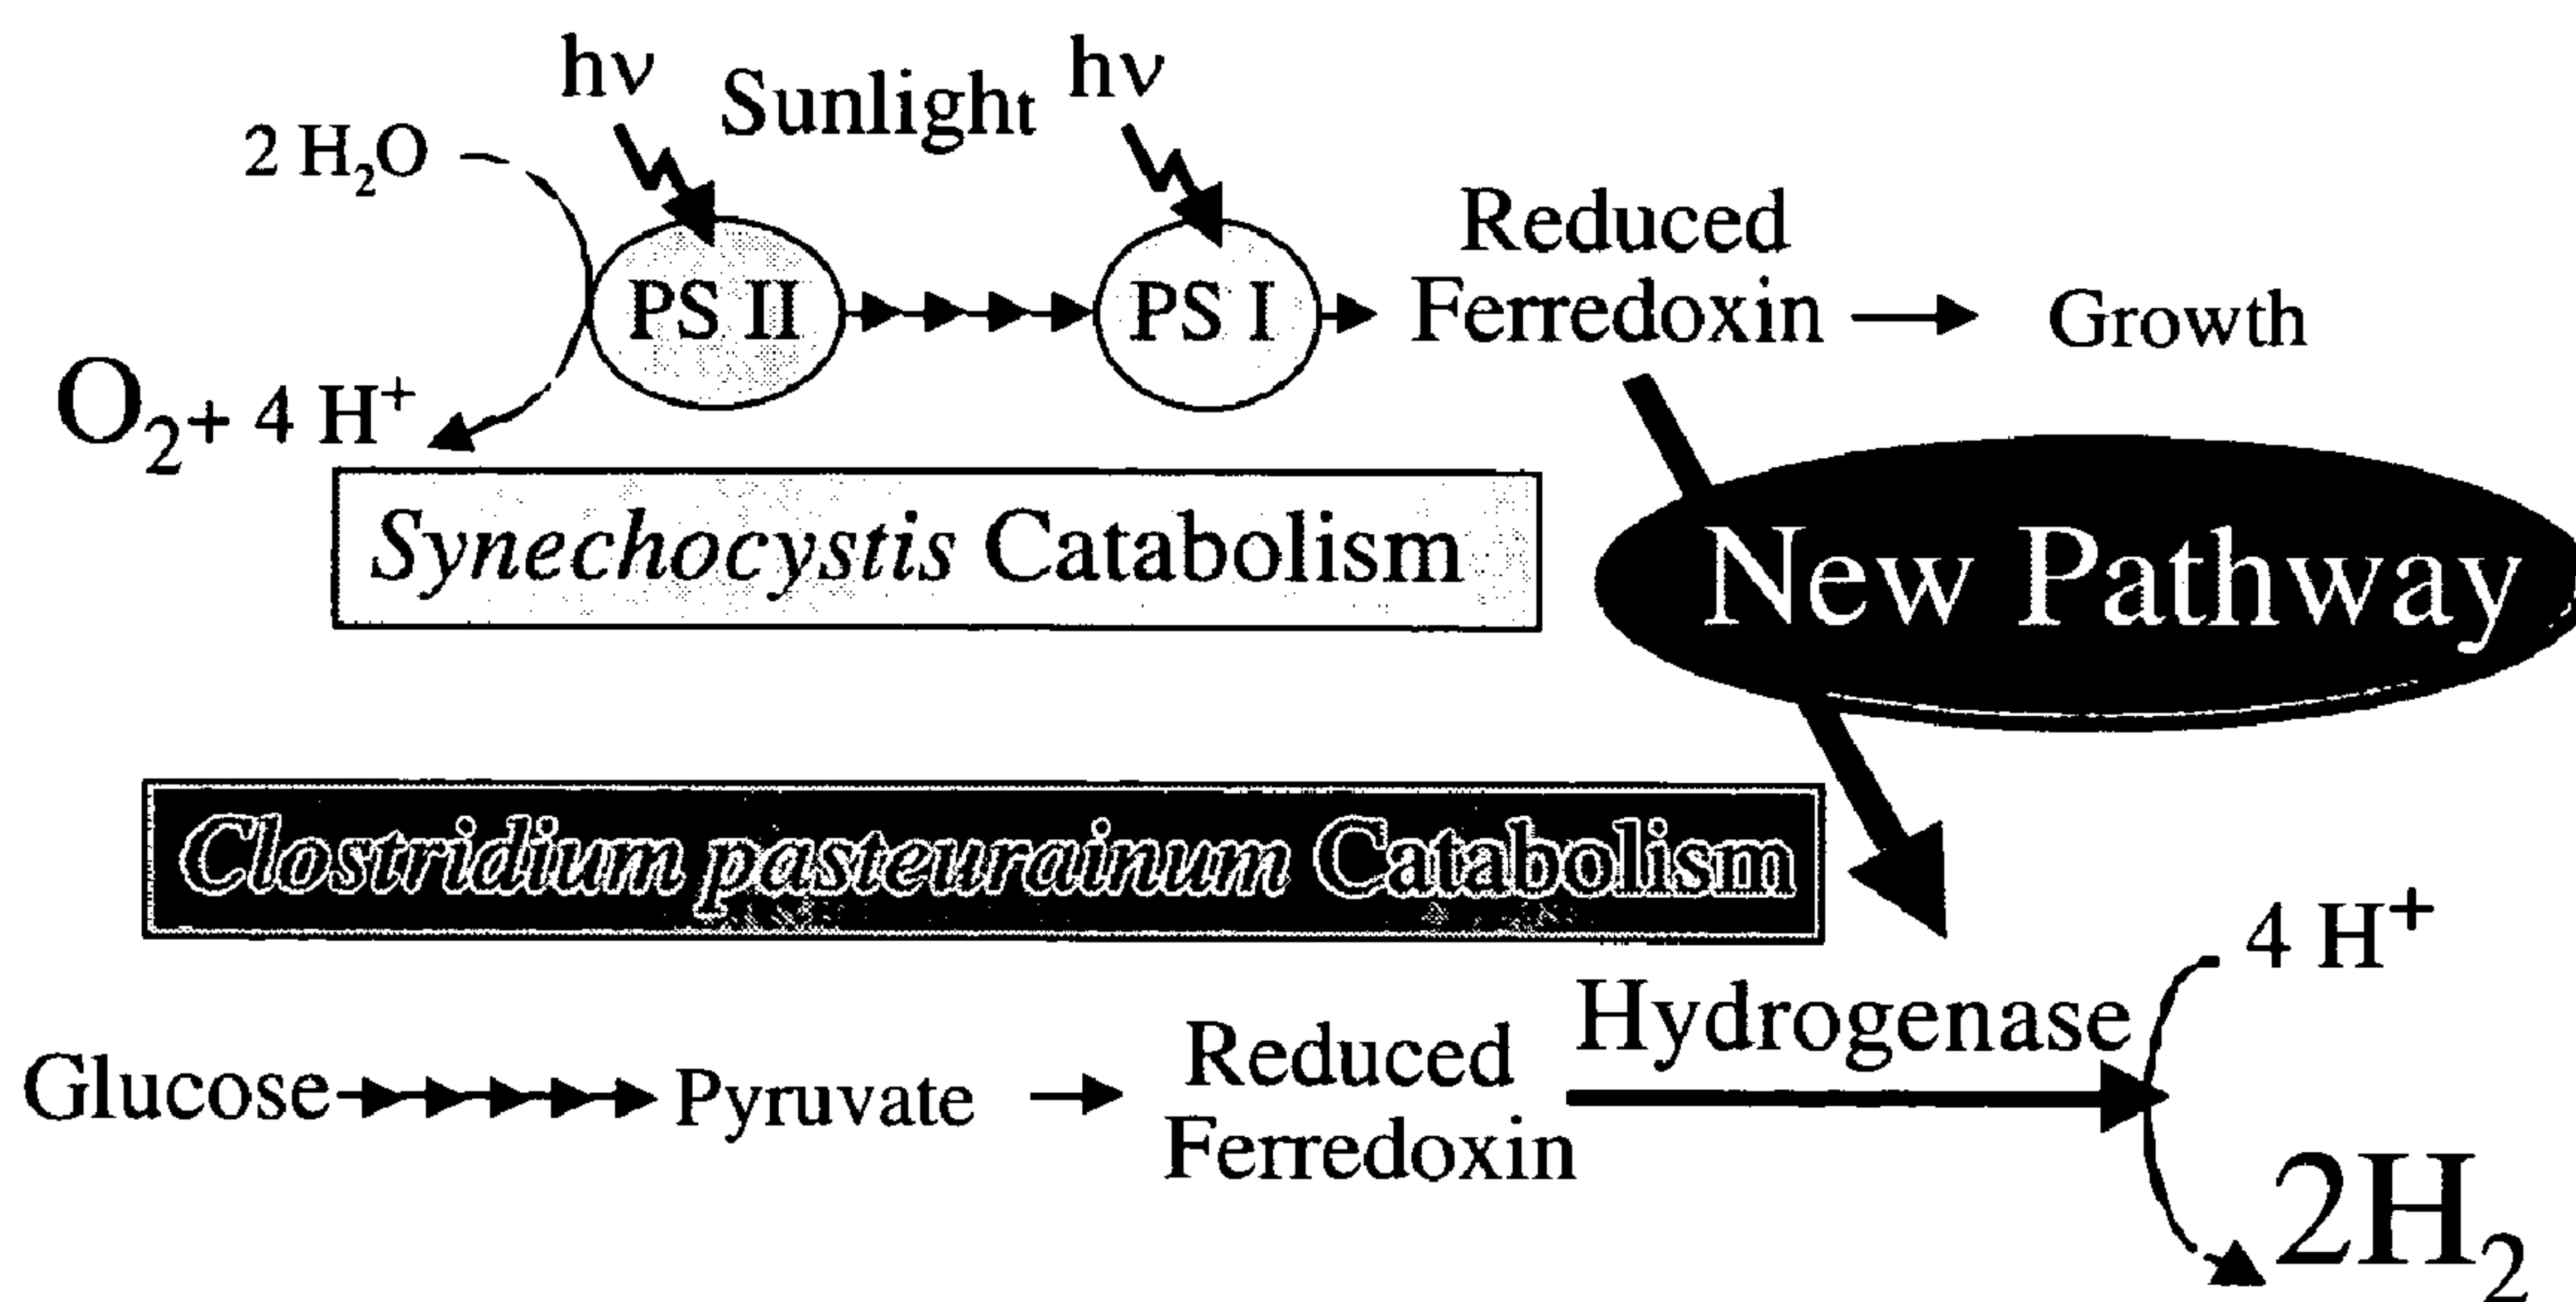 hν Sunlight hν
2 H₂O
Reduced
PS II PS I Ferredoxin Growth
O₂+ 4 H⁺
Synechocystis Catabolism
New Pathway
Clostridium pasteurainum Catabolism
4 H⁺
Hydrogenase
Glucose Pyruvate Reduced
Ferredoxin
2H₂